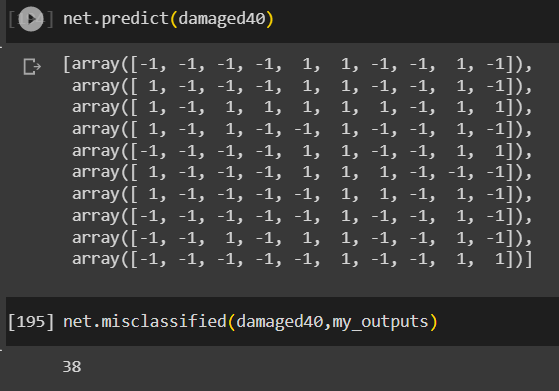 net.predict(damaged40)
[array([-1, -1, -1, -1,  1,  1, -1, -1,  1, -1]),
 array([ 1, -1, -1, -1,  1,  1, -1, -1,  1, -1]),
 array([ 1, -1,  1,  1,  1,  1,  1, -1,  1,  1]),
 array([ 1,  1,  1, -1, -1,  1, -1, -1,  1, -1]),
 array([-1, -1, -1, -1,  1,  1, -1, -1,  1,  1]),
 array([ 1, -1, -1, -1,  1,  1,  1, -1, -1, -1]),
 array([ 1, -1, -1, -1, -1,  1, -1, -1,  1,  1]),
 array([-1, -1, -1, -1,  1,  1, -1, -1,  1, -1]),
 array([-1, -1,  1, -1,  1,  1, -1, -1,  1, -1]),
 array([-1, -1, -1, -1, -1,  1, -1, -1,  1,  1])]
[195] net.misclassified(damaged40,my_outputs)
38